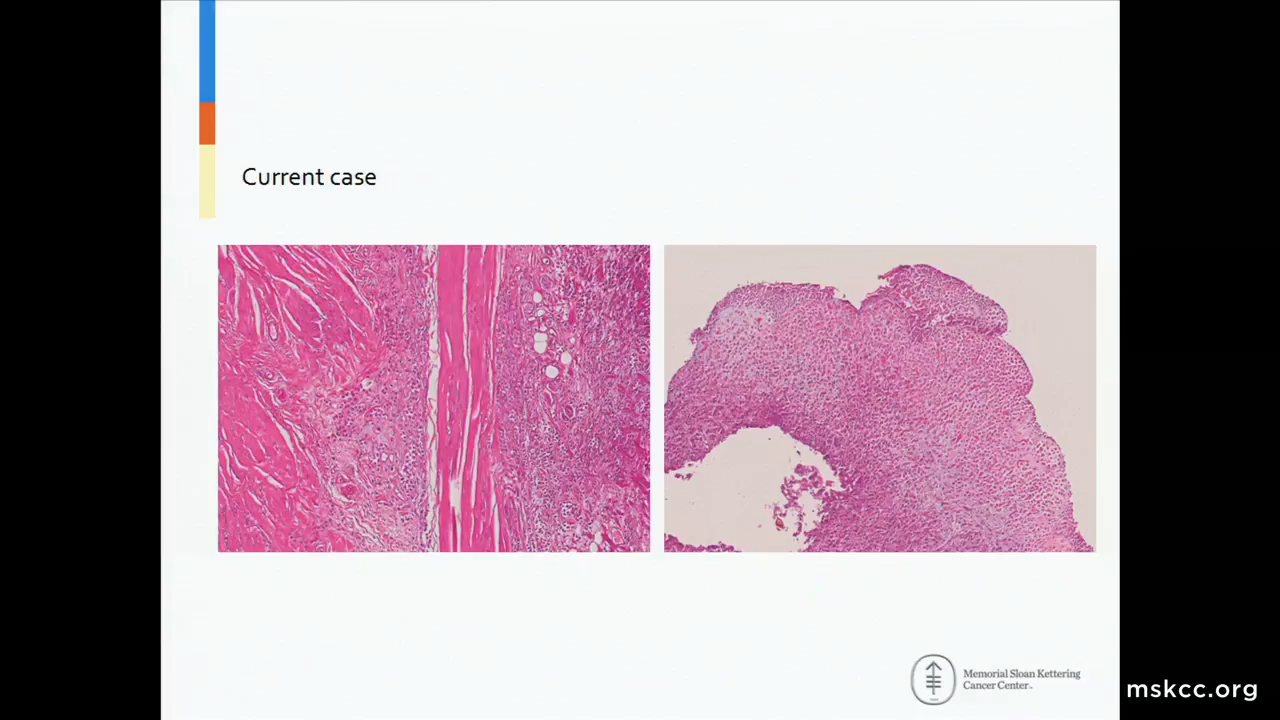 Current case
Memorial Sloan Kettering
Cancer Center
mskcc.org